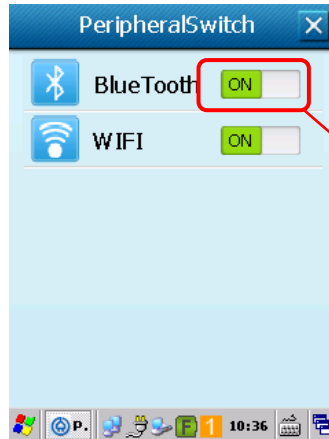 PeripheralSwitch
BlueTooth ON
WIFI ON
P. F 1 10:36